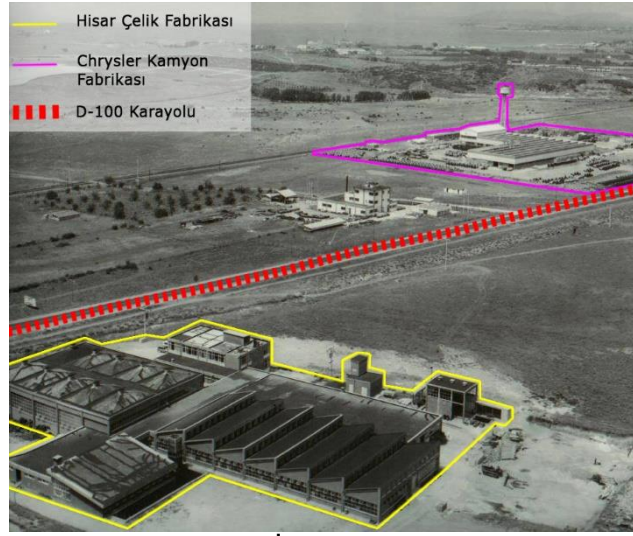 Hisar Çelik Fabrikası
Chrysler Kamyon
Fabrikası
D-100 Karayolu